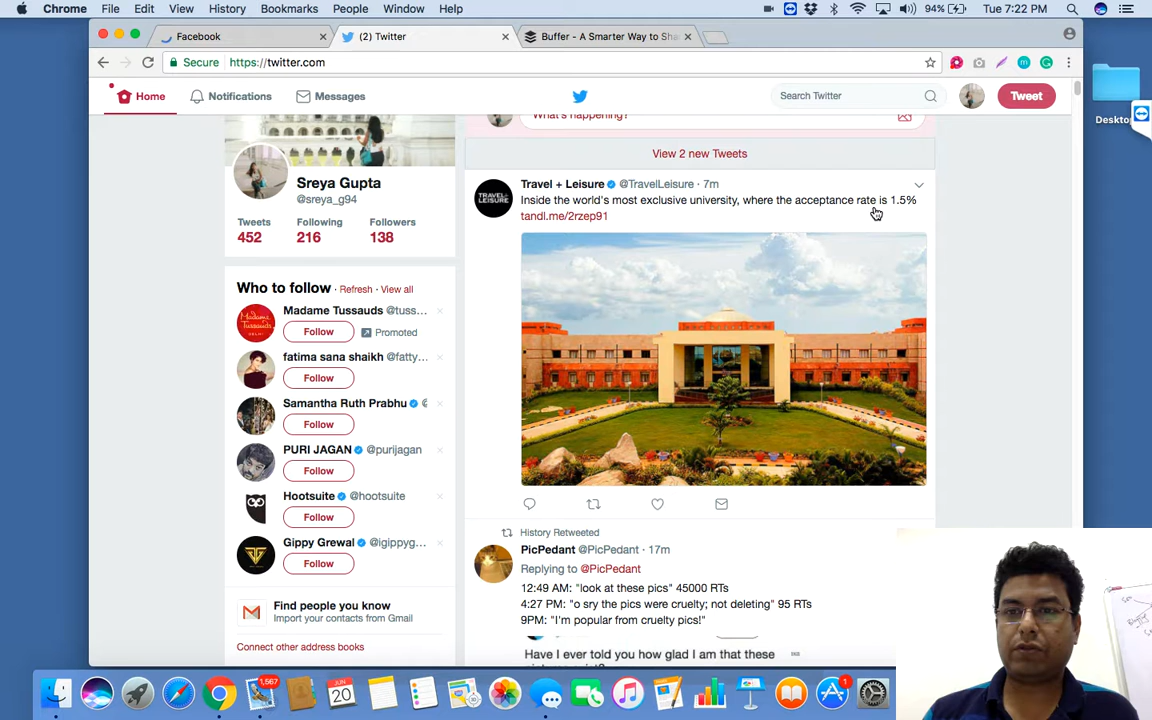 Chrome File Edit View History Bookmarks People Window Help
94% Tue 7:22 PM
Facebook
(2) Twitter
Buffer - A Smarter Way to Sha
Secure https://twitter.com
Home Notifications Messages
Search Twitter
Tweet
Desktop
What's happening?
View 2 new Tweets
Sreya Gupta
@sreya_g94
Tweets Following Followers
452 216 138
Who to follow · Refresh · View all
Madame Tussauds @tuss...
Follow Promoted
fatima sana shaikh @fatty...
Follow
Samantha Ruth Prabhu @
Follow
PURI JAGAN @purijagan
Follow
Hootsuite @hootsuite
Follow
Gippy Grewal @igippyg...
Follow
Find people you know
Import your contacts from Gmail
Connect other address books
Travel + Leisure @TravelLeisure · 7m
Inside the world's most exclusive university, where the acceptance rate is 1.5%
tandl.me/2rzep91
TRAVEL+
LEISURE
History Retweeted
PicPedant @PicPedant · 17m
Replying to @PicPedant
12:49 AM: "look at these pics" 45000 RTs
4:27 PM: "o sry the pics were cruelty; not deleting" 95 RTs
9PM: "I'm popular from cruelty pics!"
Have I ever told you how glad I am that these
1,567
JUN
20
1